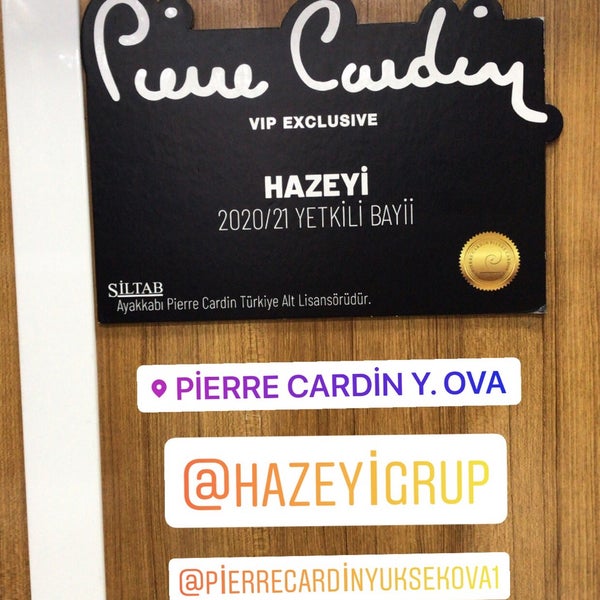 Pierre Cardin
VIP EXCLUSIVE
HAZEYİ
2020/21 YETKİLİ BAYİİ
SİLTAB
Ayakkabı Pierre Cardin Türkiye Alt Lisansörüdür.
PİERRE CARDİN Y. OVA
@HAZEYİGRUP
@PİERRECARDİNYUKSEKOVA1